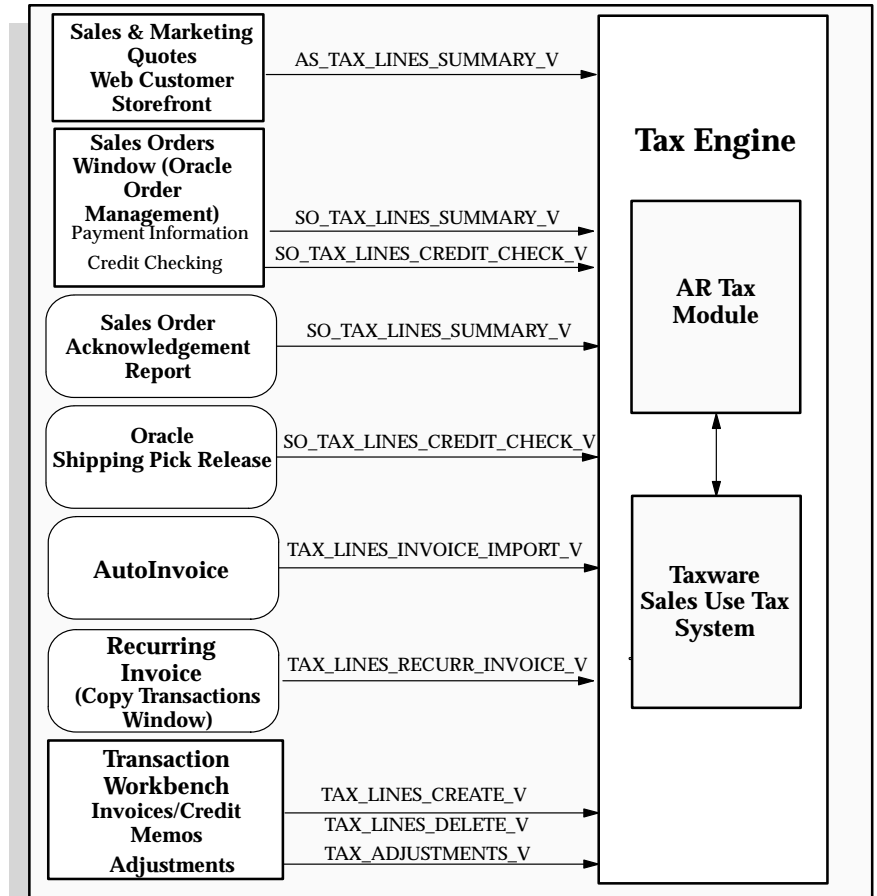 Sales & Marketing
Quotes
Web Customer
Storefront
AS_TAX_LINES_SUMMARY_V
Sales Orders
Window (Oracle
Order
Management)
Payment Information
Credit Checking
SO_TAX_LINES_SUMMARY_V
SO_TAX_LINES_CREDIT_CHECK_V
Sales Order
Acknowledgement
Report
SO_TAX_LINES_SUMMARY_V
Oracle
Shipping Pick Release
SO_TAX_LINES_CREDIT_CHECK_V
AutoInvoice
TAX_LINES_INVOICE_IMPORT_V
Recurring
Invoice
(Copy Transactions
Window)
TAX_LINES_RECURR_INVOICE_V
Transaction
Workbench
Invoices/Credit
Memos
Adjustments
TAX_LINES_CREATE_V
TAX_LINES_DELETE_V
TAX_ADJUSTMENTS_V
Tax Engine
AR Tax
Module
Taxware
Sales Use Tax
System